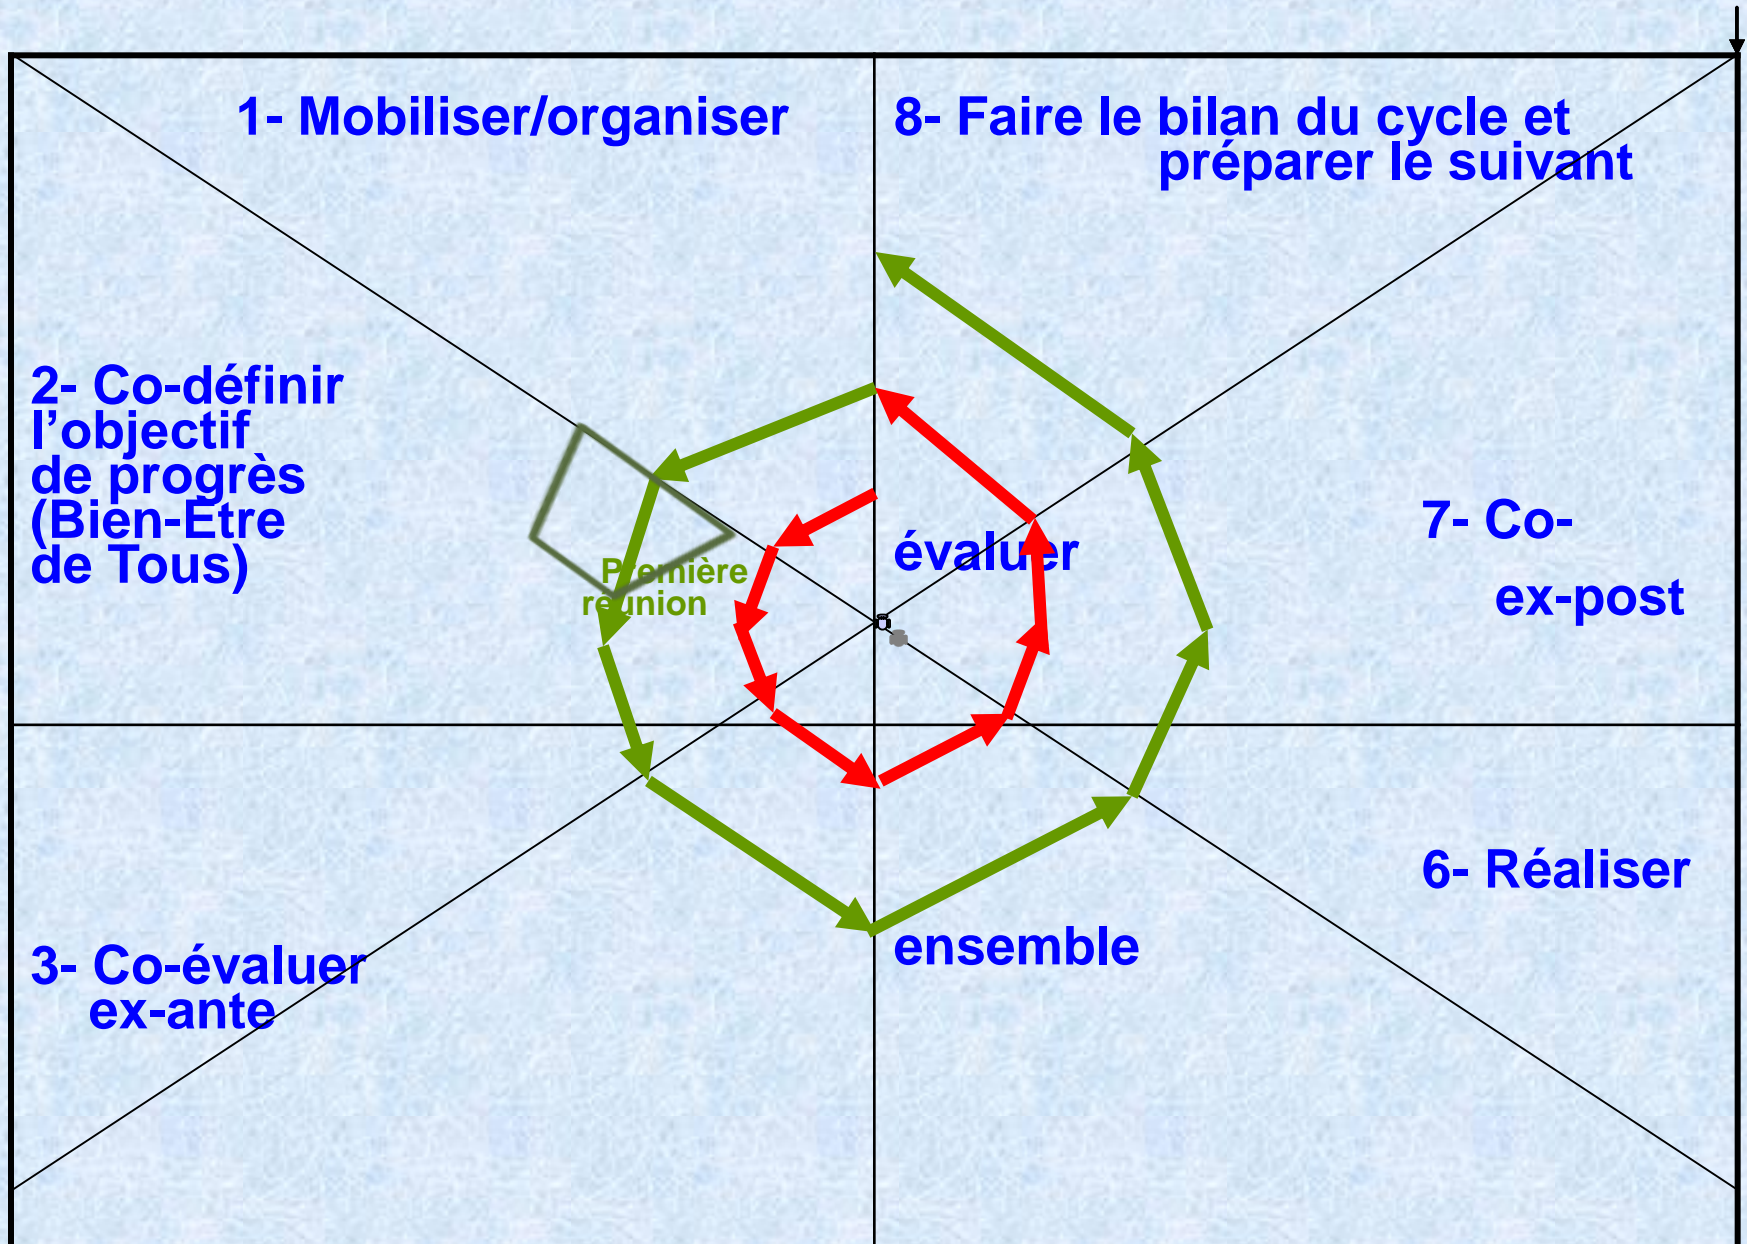 1- Mobiliser/organiser
8- Faire le bilan du cycle et
préparer le suivant
2- Co-définir
l’objectif
de progrès
(Bien-Être
de Tous)
Première
réunion
évaluer
7- Co-
ex-post
6- Réaliser
3- Co-évaluer
ex-ante
ensemble